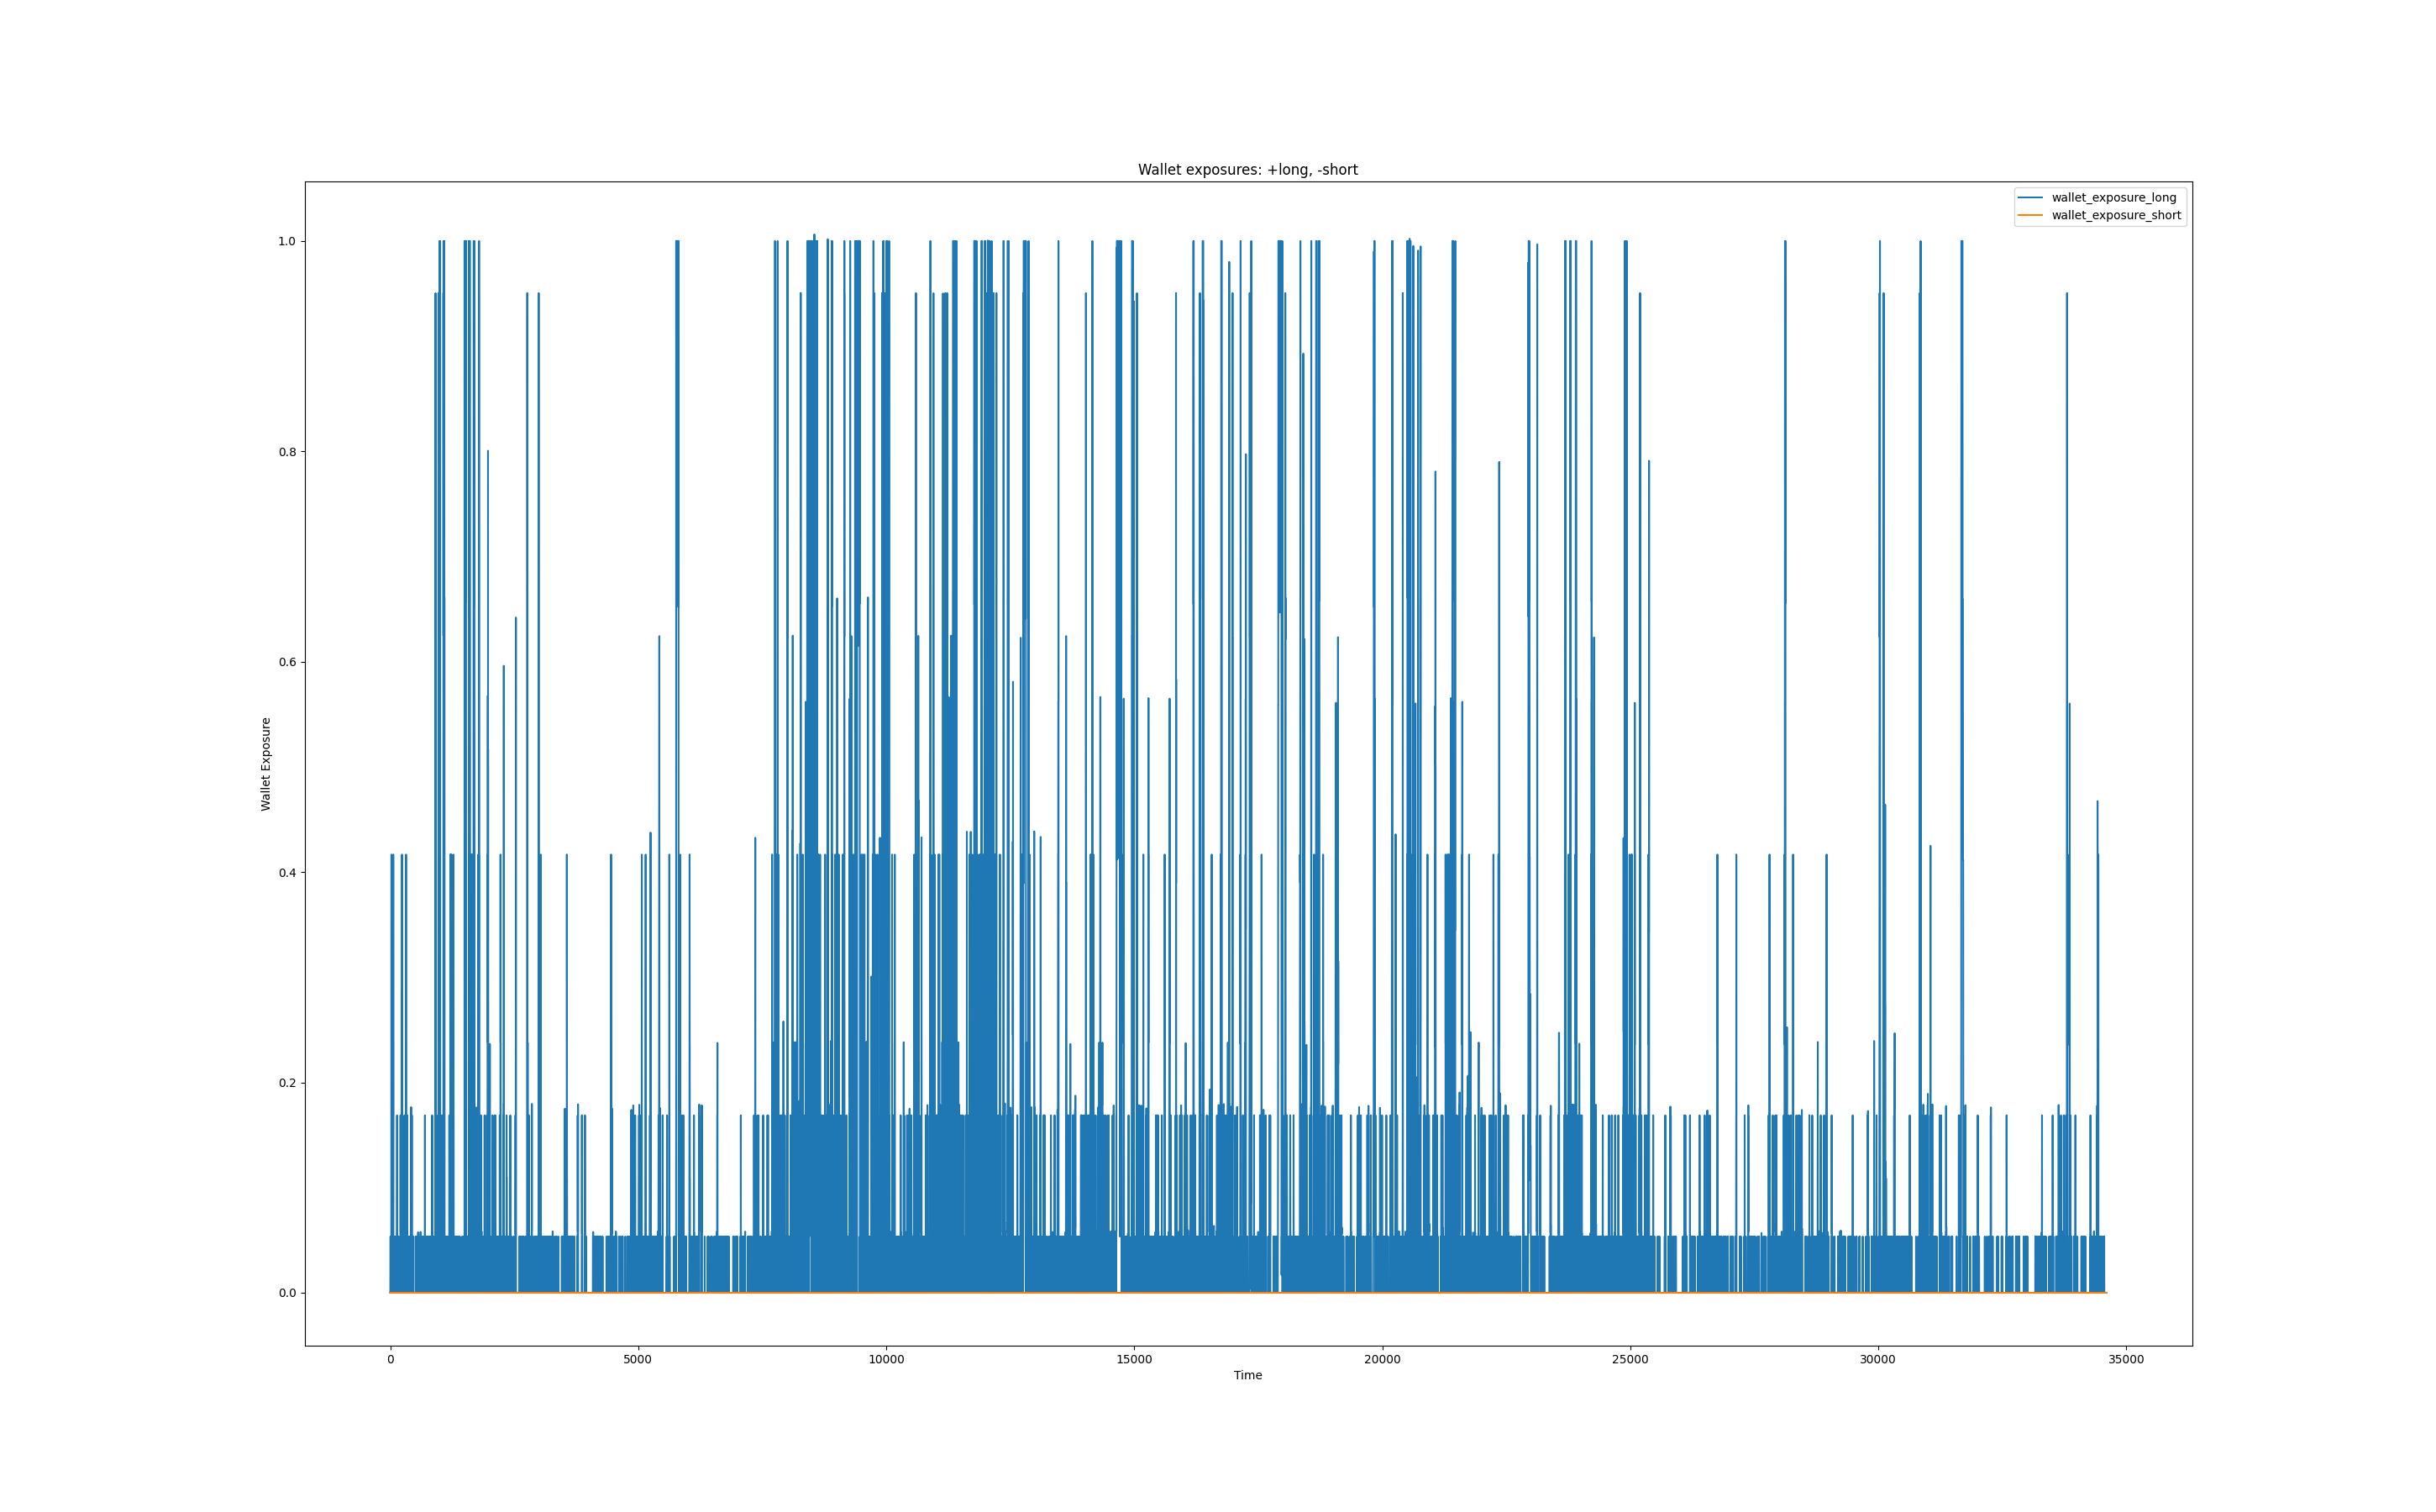 Wallet exposures: +long, -short
wallet_exposure_long
wallet_exposure_short
1.0
0.8
0.6
0.4
0.2
0.0
Wallet Exposure
0 5000 10000 15000 20000 25000 30000 35000
Time